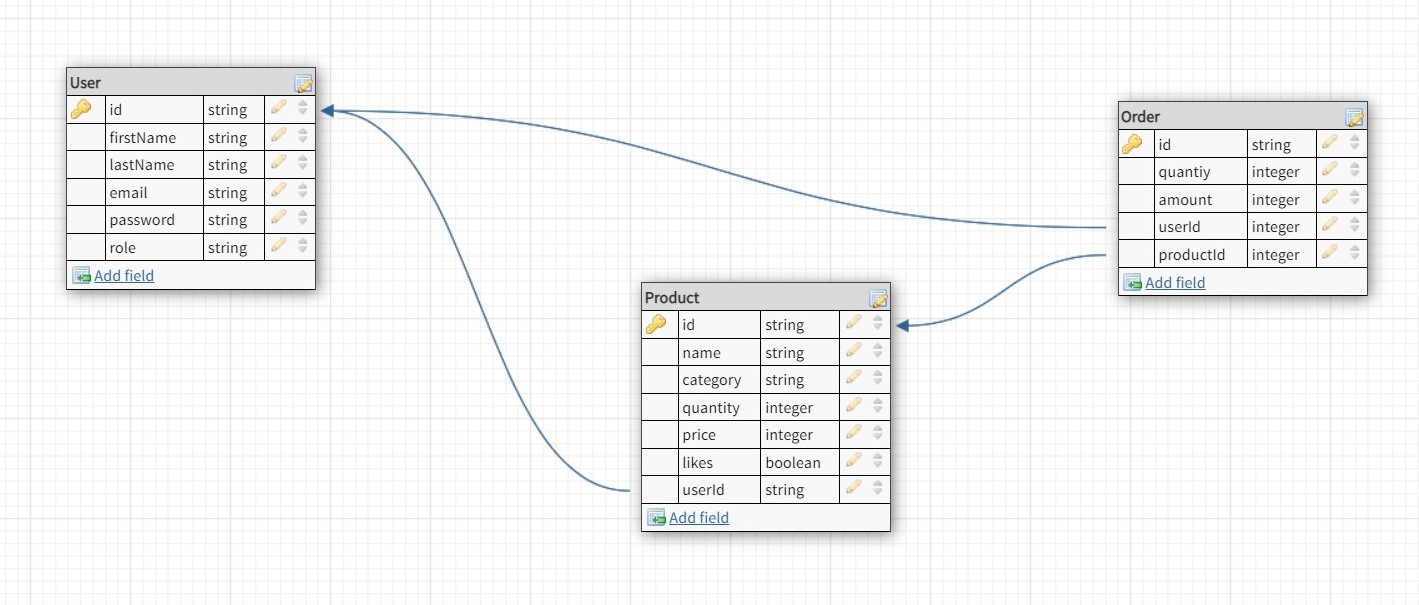 User
id string
firstName string
lastName string
email string
password string
role string
Add field
Order
id string
quantiy integer
amount integer
userId integer
productId integer
Add field
Product
id string
name string
category string
quantity integer
price integer
likes boolean
userId string
Add field